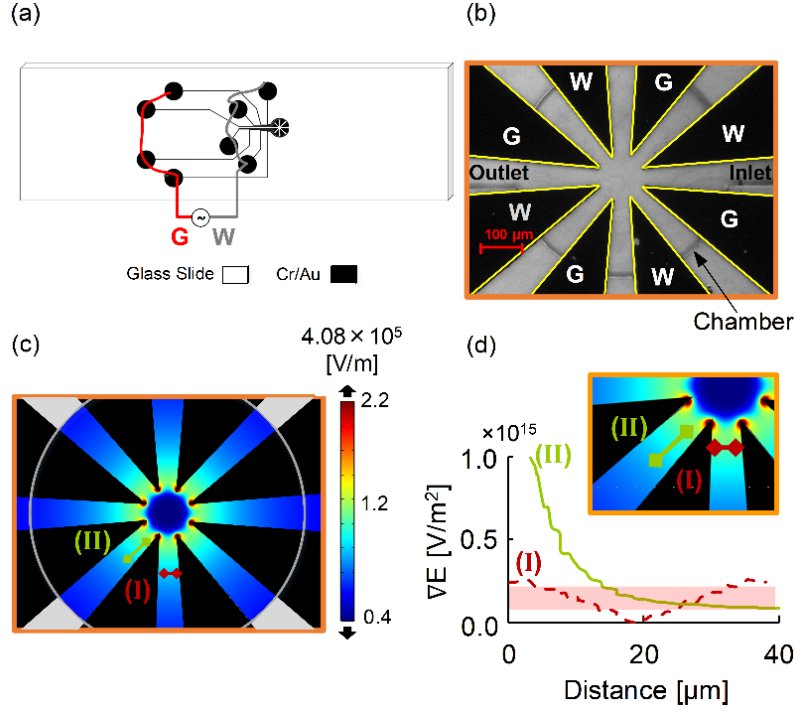 (a)
G
W
Glass Slide
Cr/Au
(b)
W
G
G
W
Outlet
Inlet
W
G
100 μm
G
W
Chamber
(c)
4.08×10⁵
[V/m]
2.2
1.2
0.4
(II)
(I)
(d)
×10¹⁵
(II)
(II)
(I)
1.0
0.5
0.0
∇E [V/m²]
(I)
0
20
40
Distance [μm]